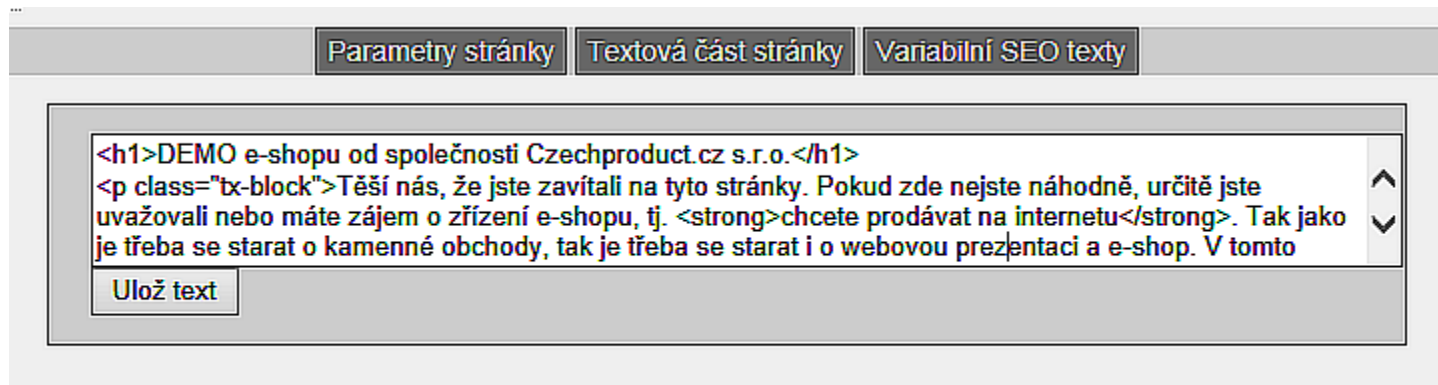 ...
Parametry stránky Textová část stránky Variabilní SEO texty
<h1>DEMO e-shopu od společnosti Czechproduct.cz s.r.o.</h1>
<p class="tx-block">Těší nás, že jste zavítali na tyto stránky. Pokud zde nejste náhodně, určitě jste
uvažovali nebo máte zájem o zřízení e-shopu, tj. <strong>chcete prodávat na internetu</strong>. Tak jako
je třeba se starat o kamenné obchody, tak je třeba se starat i o webovou prezentaci a e-shop. V tomto
Ulož text